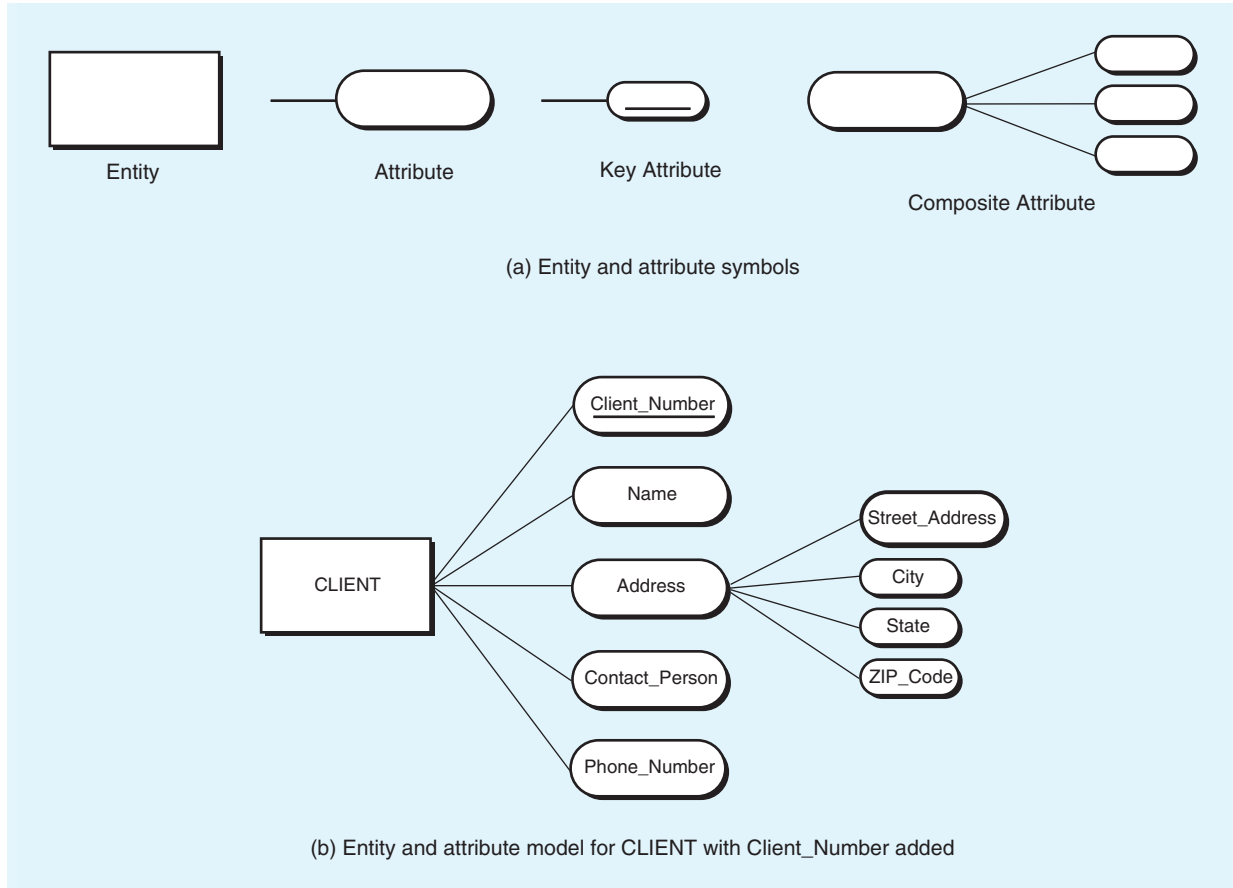 Entity
Attribute
Key Attribute
Composite Attribute
(a) Entity and attribute symbols
CLIENT
Client_Number
Name
Address
Contact_Person
Phone_Number
Street_Address
City
State
ZIP_Code
(b) Entity and attribute model for CLIENT with Client_Number added